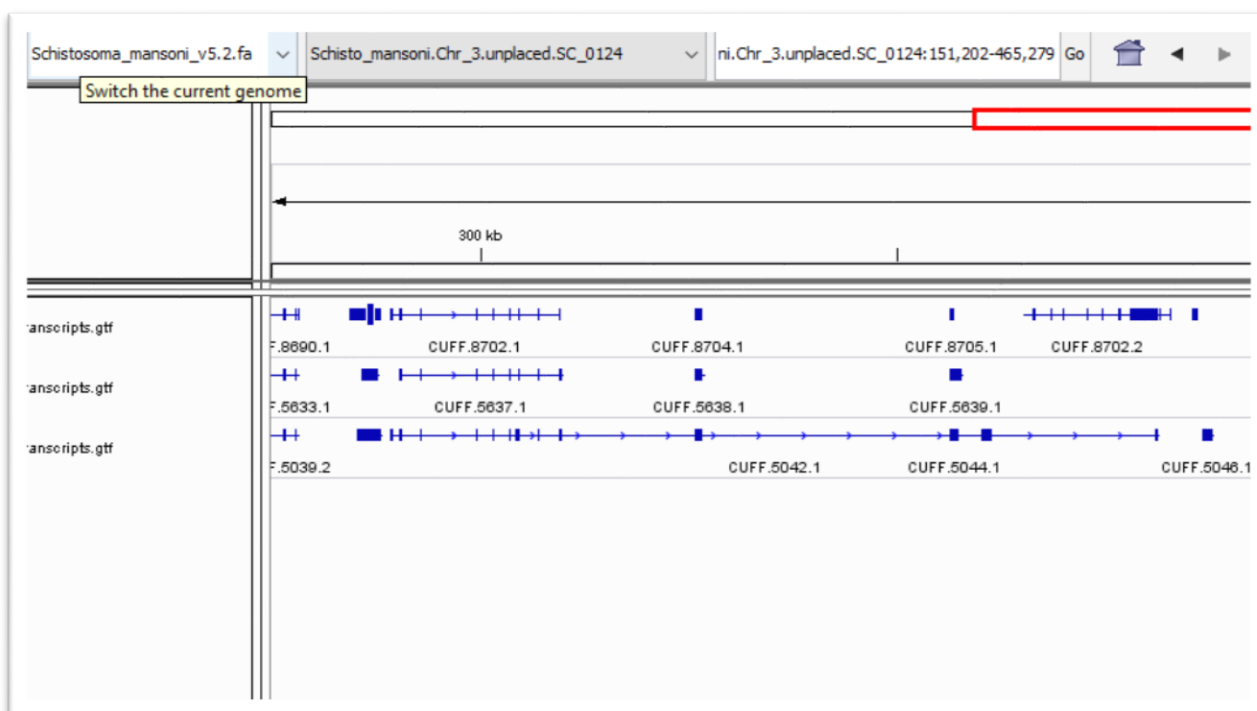 Schistosoma_mansoni_v5.2.fa Schisto_mansoni.Chr_3.unplaced.SC_0124 ni.Chr_3.unplaced.SC_0124:151,202-465,279 Go
Switch the current genome
300 kb
anscripts.gtf
F.8690.1 CUFF.8702.1 CUFF.8704.1 CUFF.8705.1 CUFF.8702.2
anscripts.gtf
F.5633.1 CUFF.5637.1 CUFF.5638.1 CUFF.5639.1
anscripts.gtf
F.5039.2 CUFF.5042.1 CUFF.5044.1 CUFF.5046.1